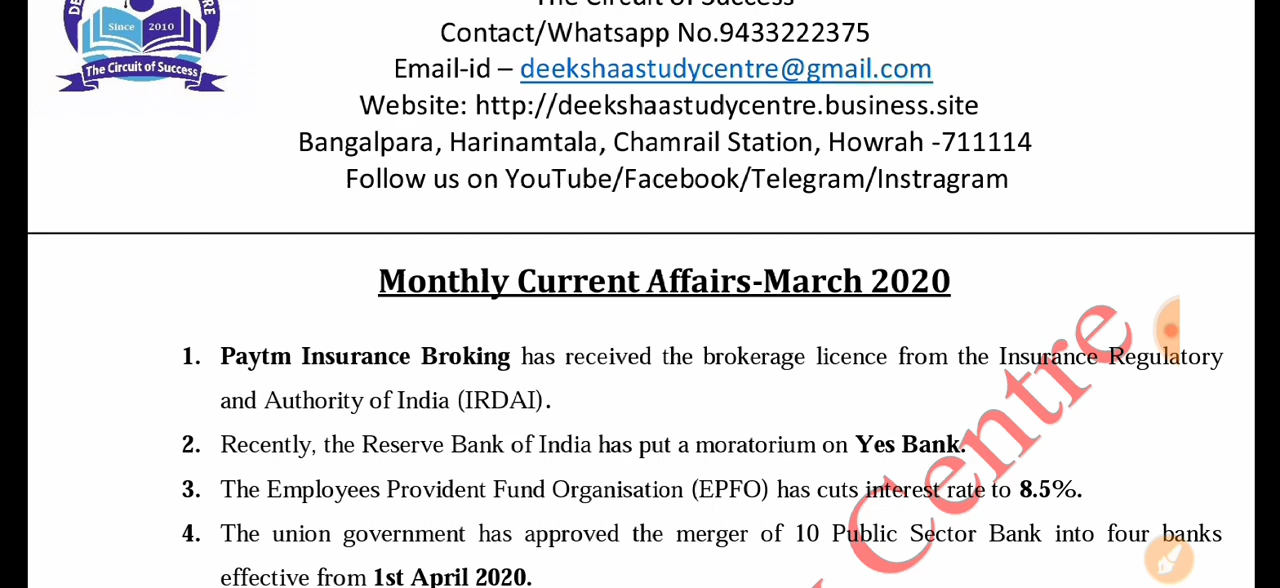 Since 2010
The Circuit of Success
The Circuit of Success
Contact/Whatsapp No.9433222375
Email-id – deekshaastudycentre@gmail.com
Website: http://deekshaastudycentre.business.site
Bangalpara, Harinamtala, Chamrail Station, Howrah -711114
Follow us on YouTube/Facebook/Telegram/Instragram
Monthly Current Affairs-March 2020
1. Paytm Insurance Broking has received the brokerage licence from the Insurance Regulatory
and Authority of India (IRDAI).
2. Recently, the Reserve Bank of India has put a moratorium on Yes Bank.
3. The Employees Provident Fund Organisation (EPFO) has cuts interest rate to 8.5%.
4. The union government has approved the merger of 10 Public Sector Bank into four banks
effective from 1st April 2020.
Centre